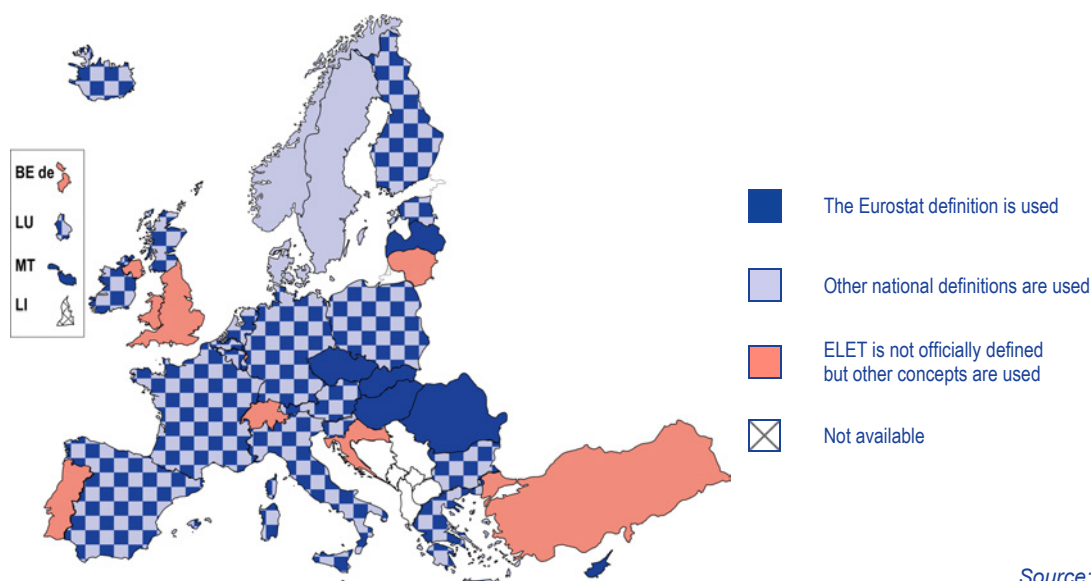 BE de
LU
MT
LI
The Eurostat definition is used
Other national definitions are used
ELET is not officially defined
but other concepts are used
Not available
Source: